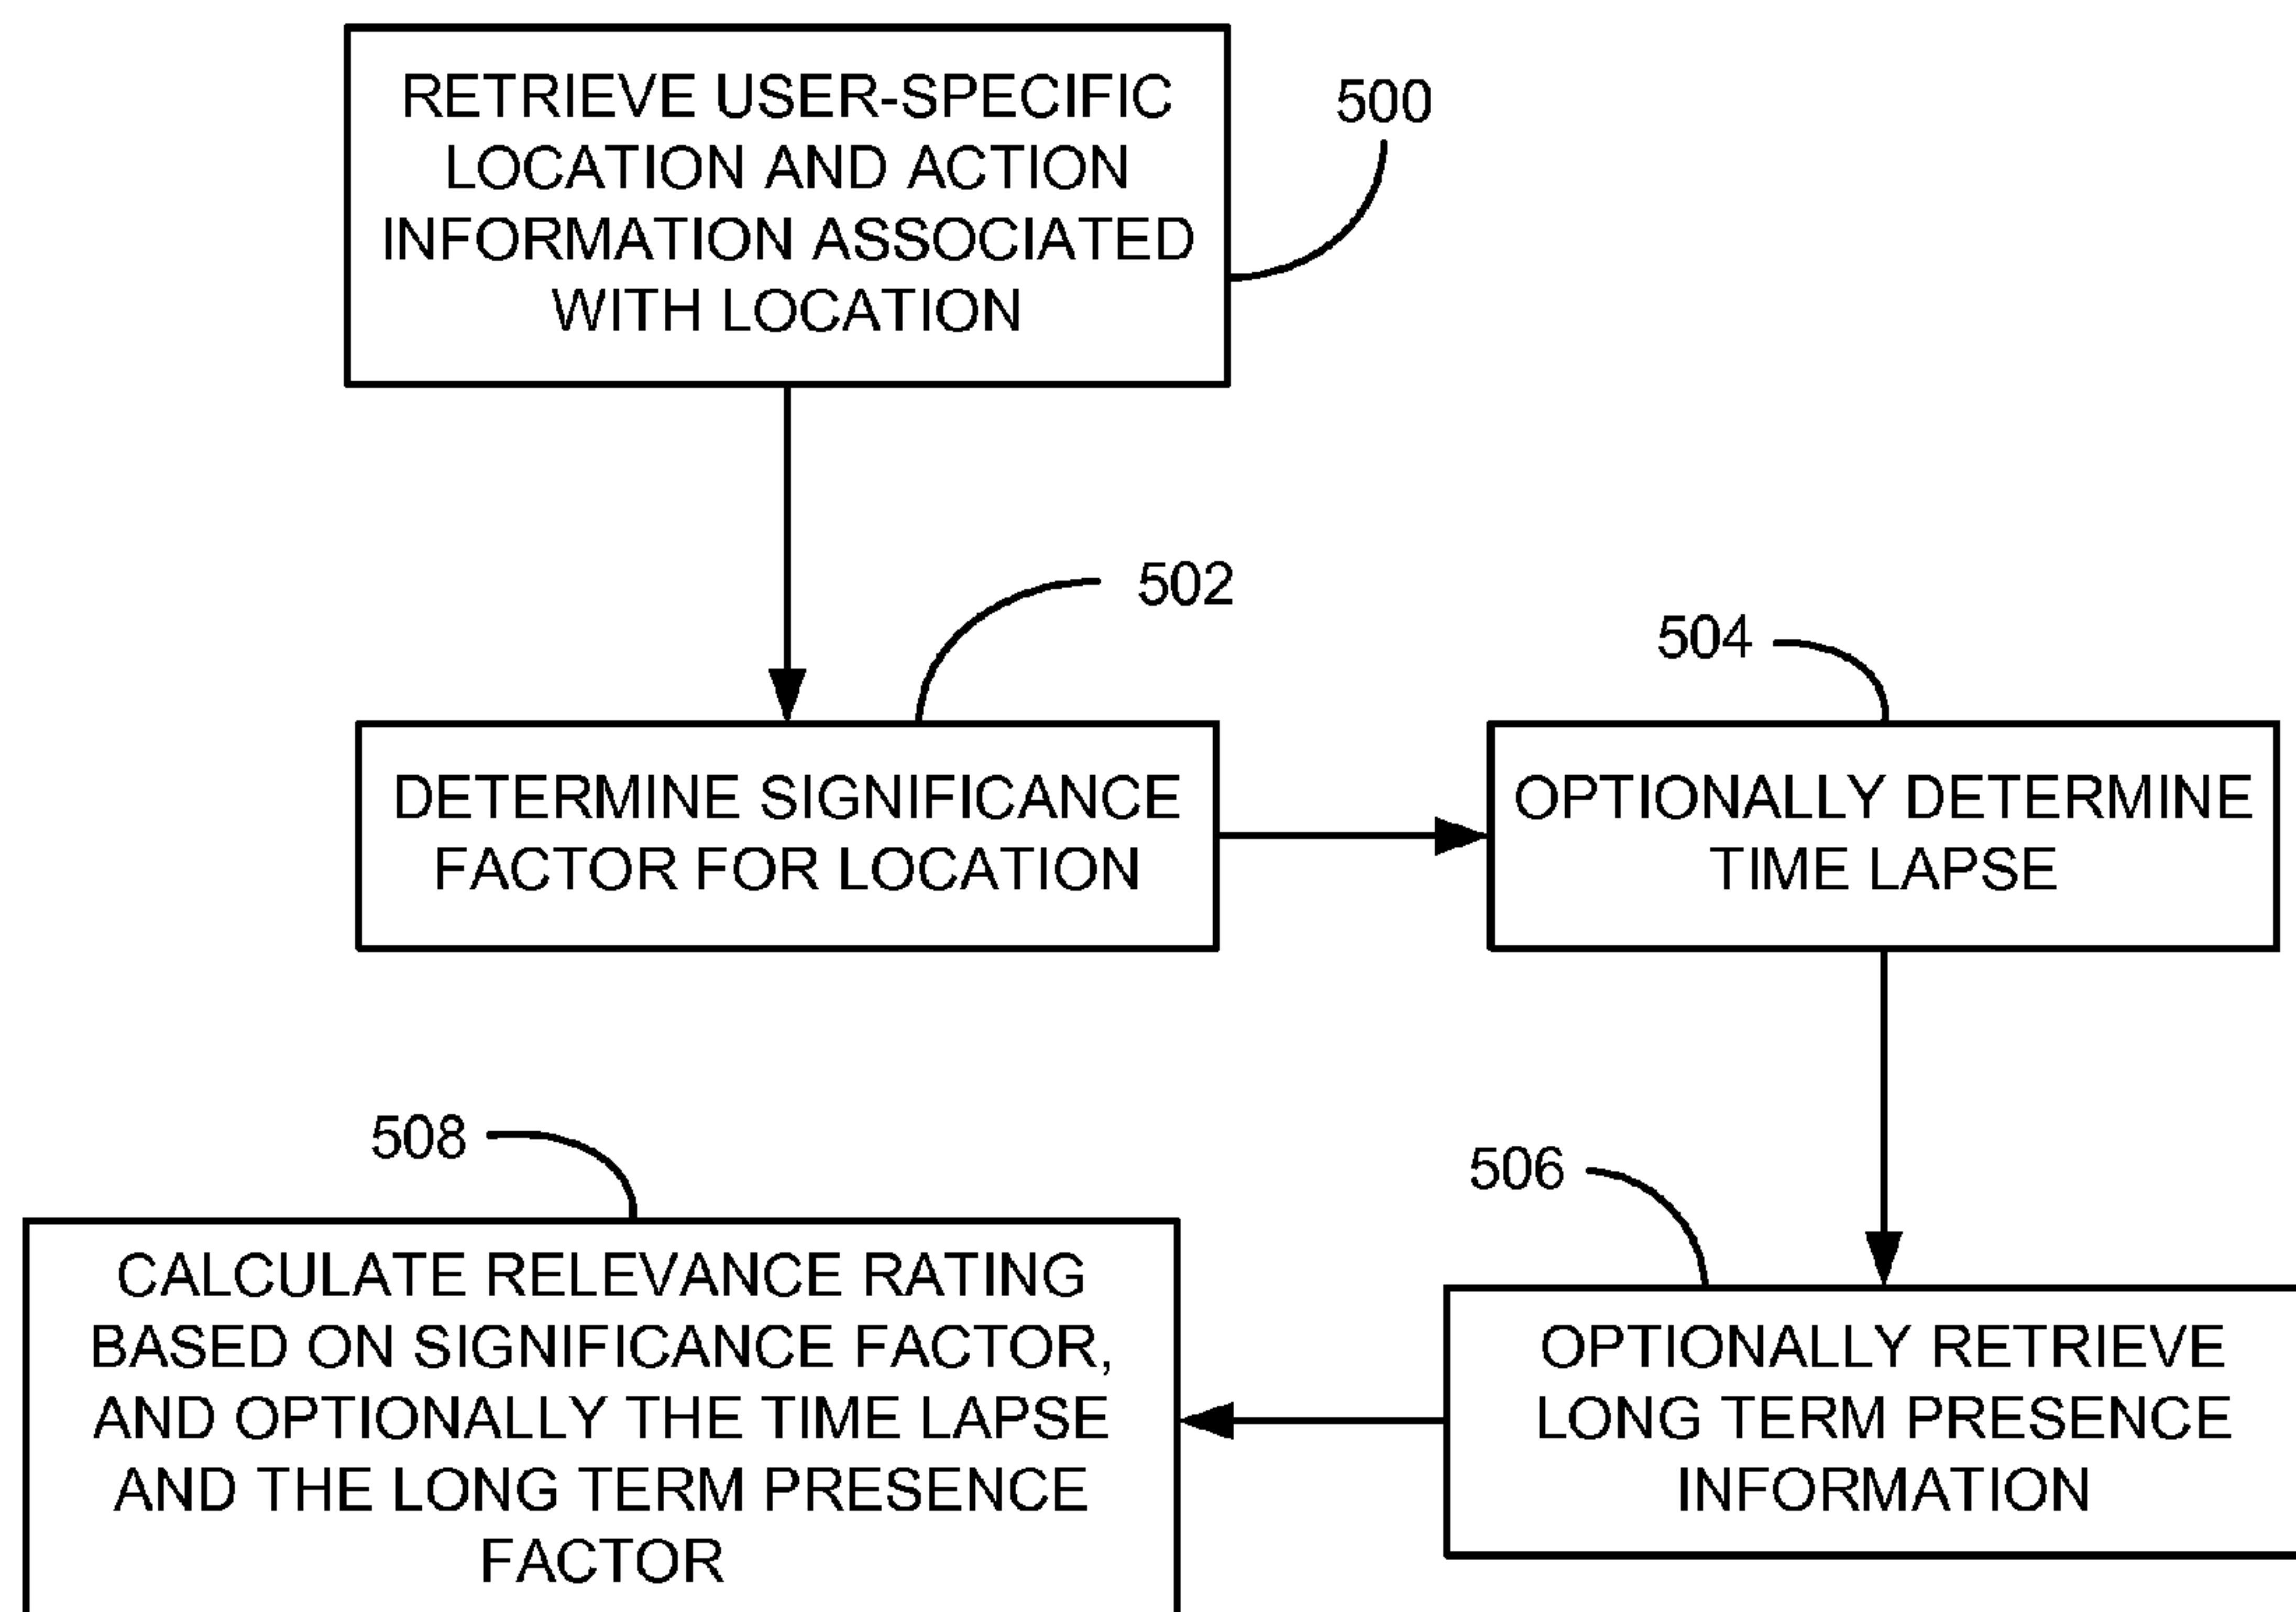 RETRIEVE USER-SPECIFIC
LOCATION AND ACTION
INFORMATION ASSOCIATED
WITH LOCATION
500
502
DETERMINE SIGNIFICANCE
FACTOR FOR LOCATION
504
OPTIONALLY DETERMINE
TIME LAPSE
506
OPTIONALLY RETRIEVE
LONG TERM PRESENCE
INFORMATION
508
CALCULATE RELEVANCE RATING
BASED ON SIGNIFICANCE FACTOR,
AND OPTIONALLY THE TIME LAPSE
AND THE LONG TERM PRESENCE
FACTOR